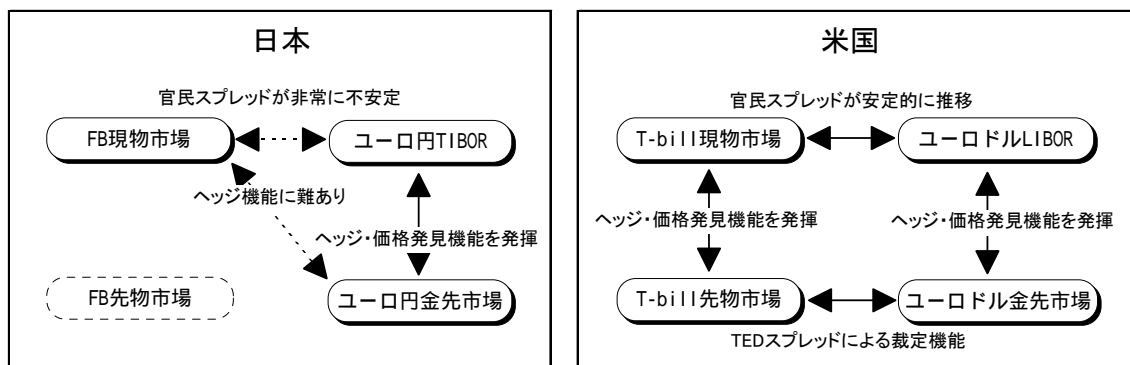 日本
官民スプレッドが非常に不安定
FB現物市場
ユーロ円TIBOR
ヘッジ機能に難あり
ヘッジ・価格発見機能を発揮
FB先物市場
ユーロ円金先市場
米国
官民スプレッドが安定的に推移
T-bill現物市場
ユーロドルLIBOR
ヘッジ・価格発見機能を発揮
ヘッジ・価格発見機能を発揮
T-bill先物市場
ユーロドル金先市場
TEDスプレッドによる裁定機能